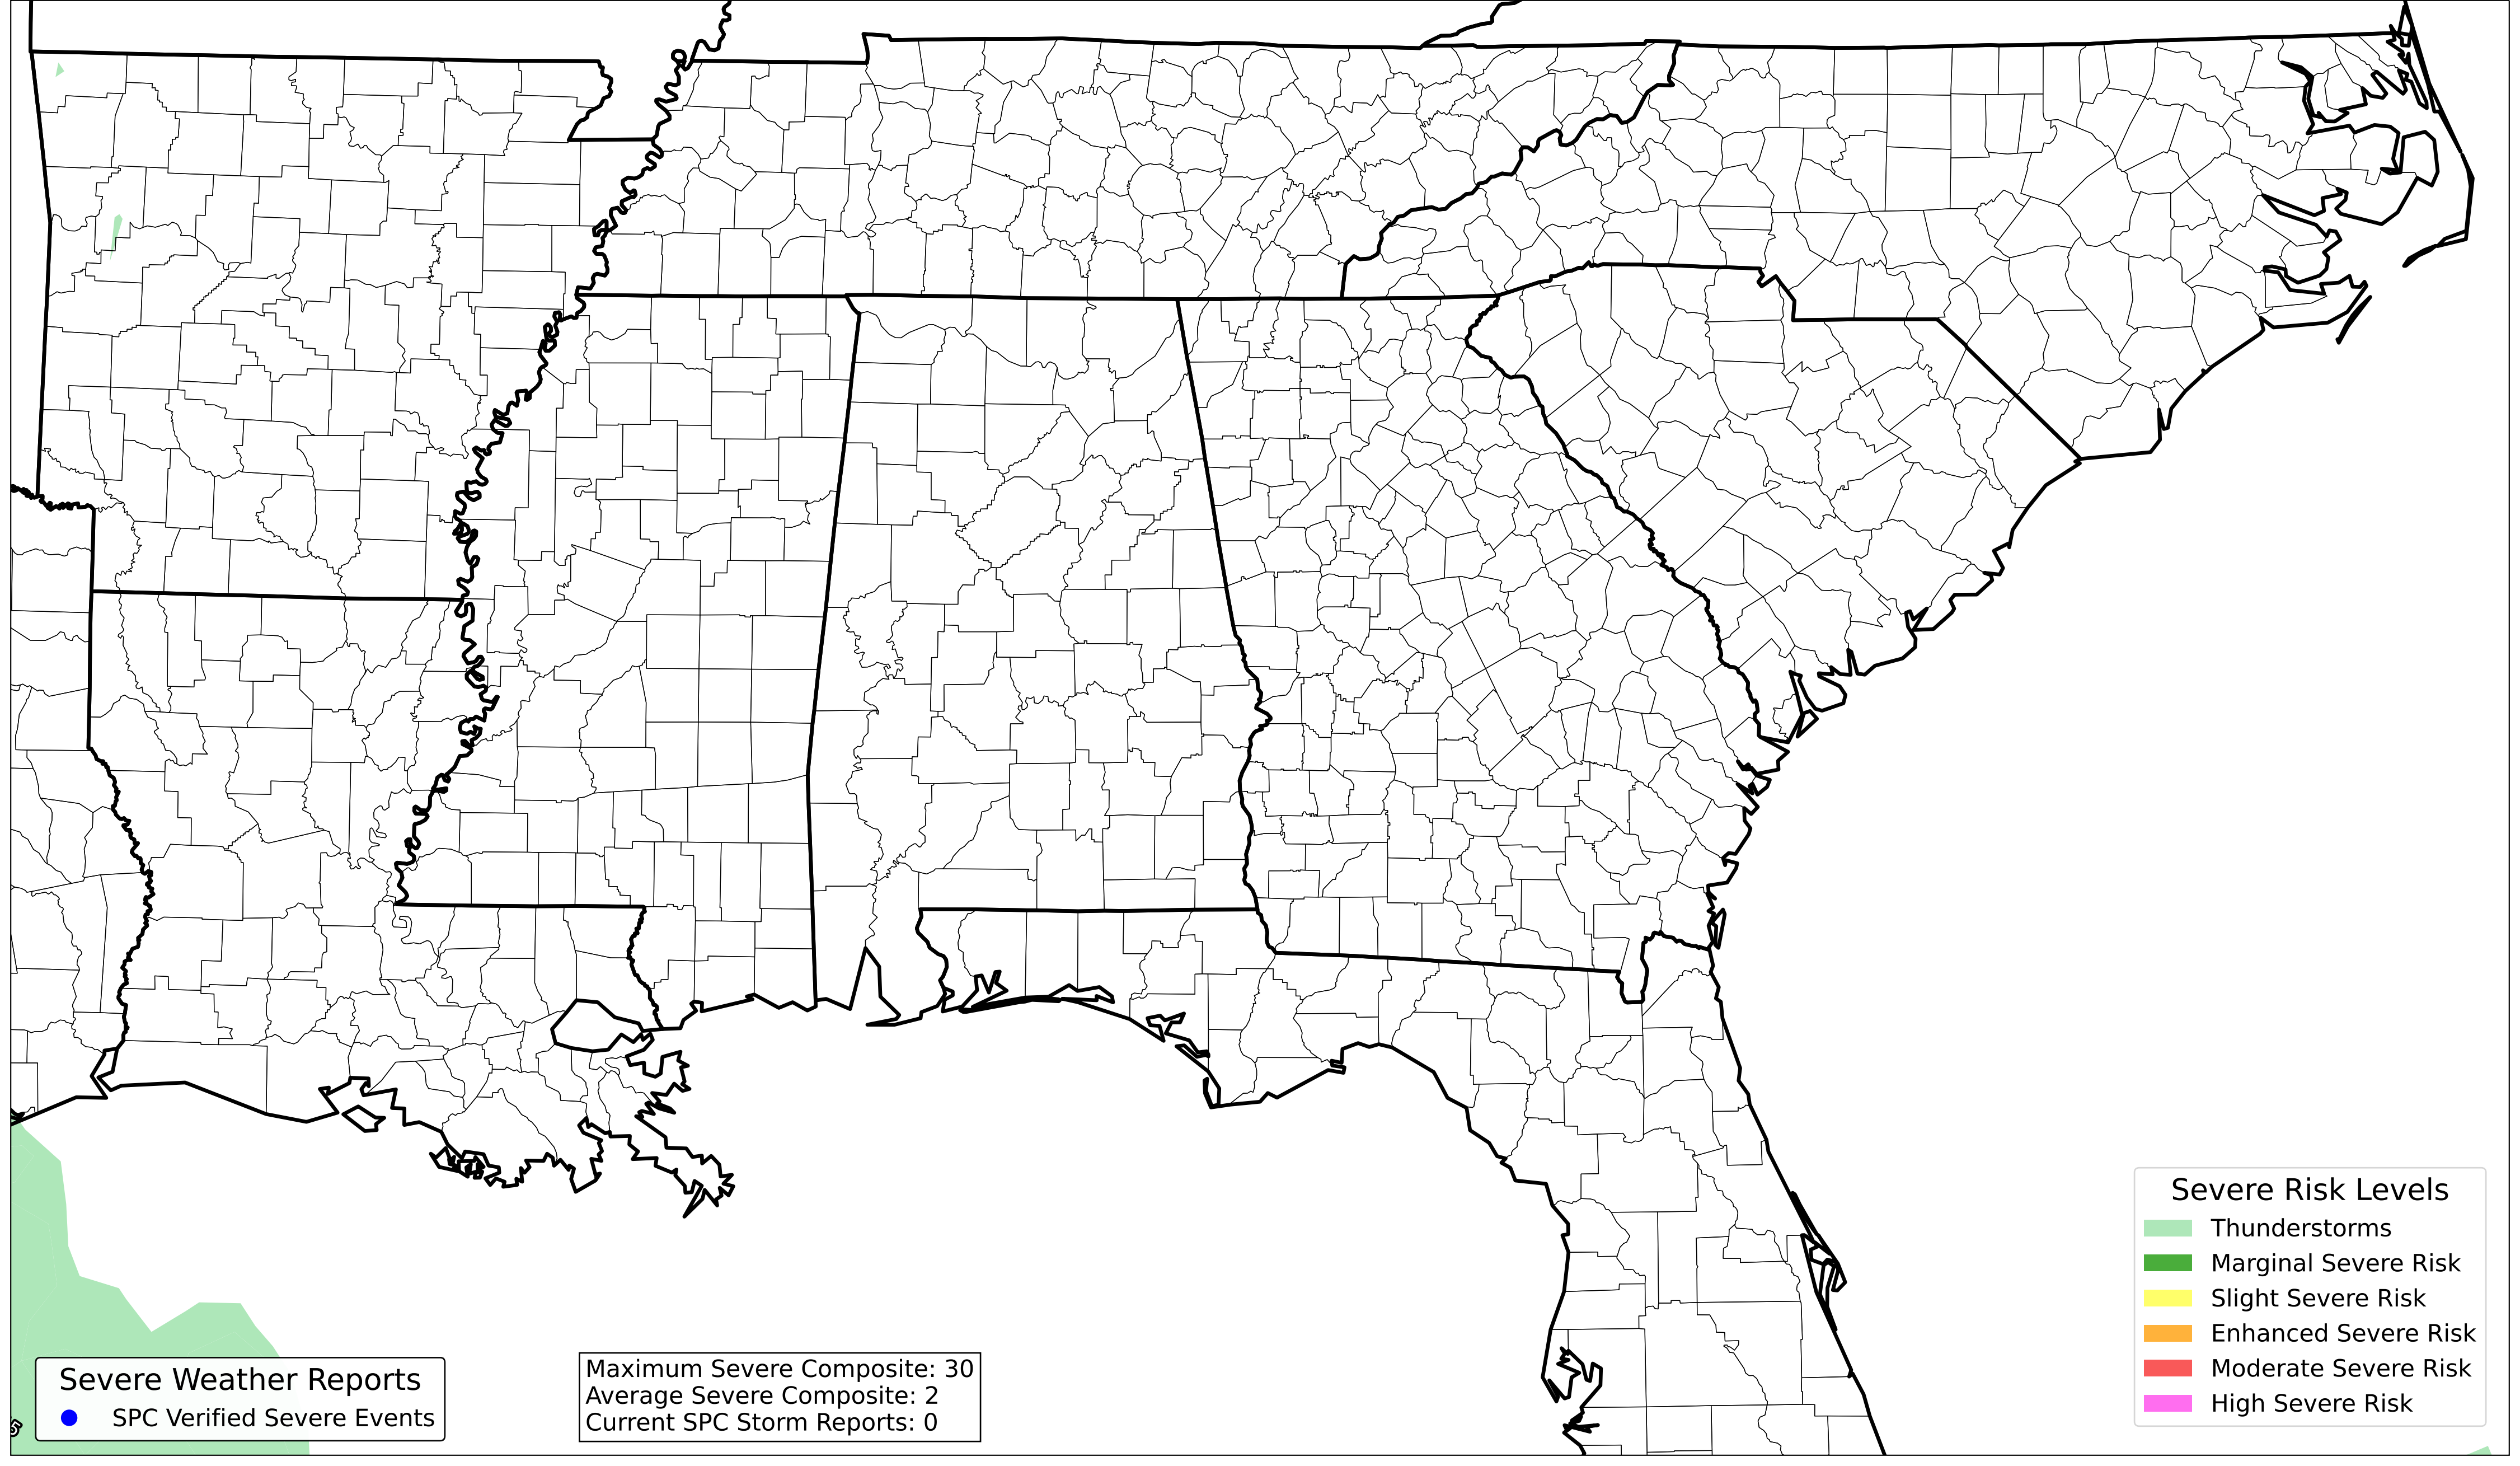 Severe Risk Levels
Thunderstorms
Marginal Severe Risk
Slight Severe Risk
Enhanced Severe Risk
Moderate Severe Risk
High Severe Risk
Severe Weather Reports
SPC Verified Severe Events
Maximum Severe Composite: 30
Average Severe Composite: 2
Current SPC Storm Reports: 0